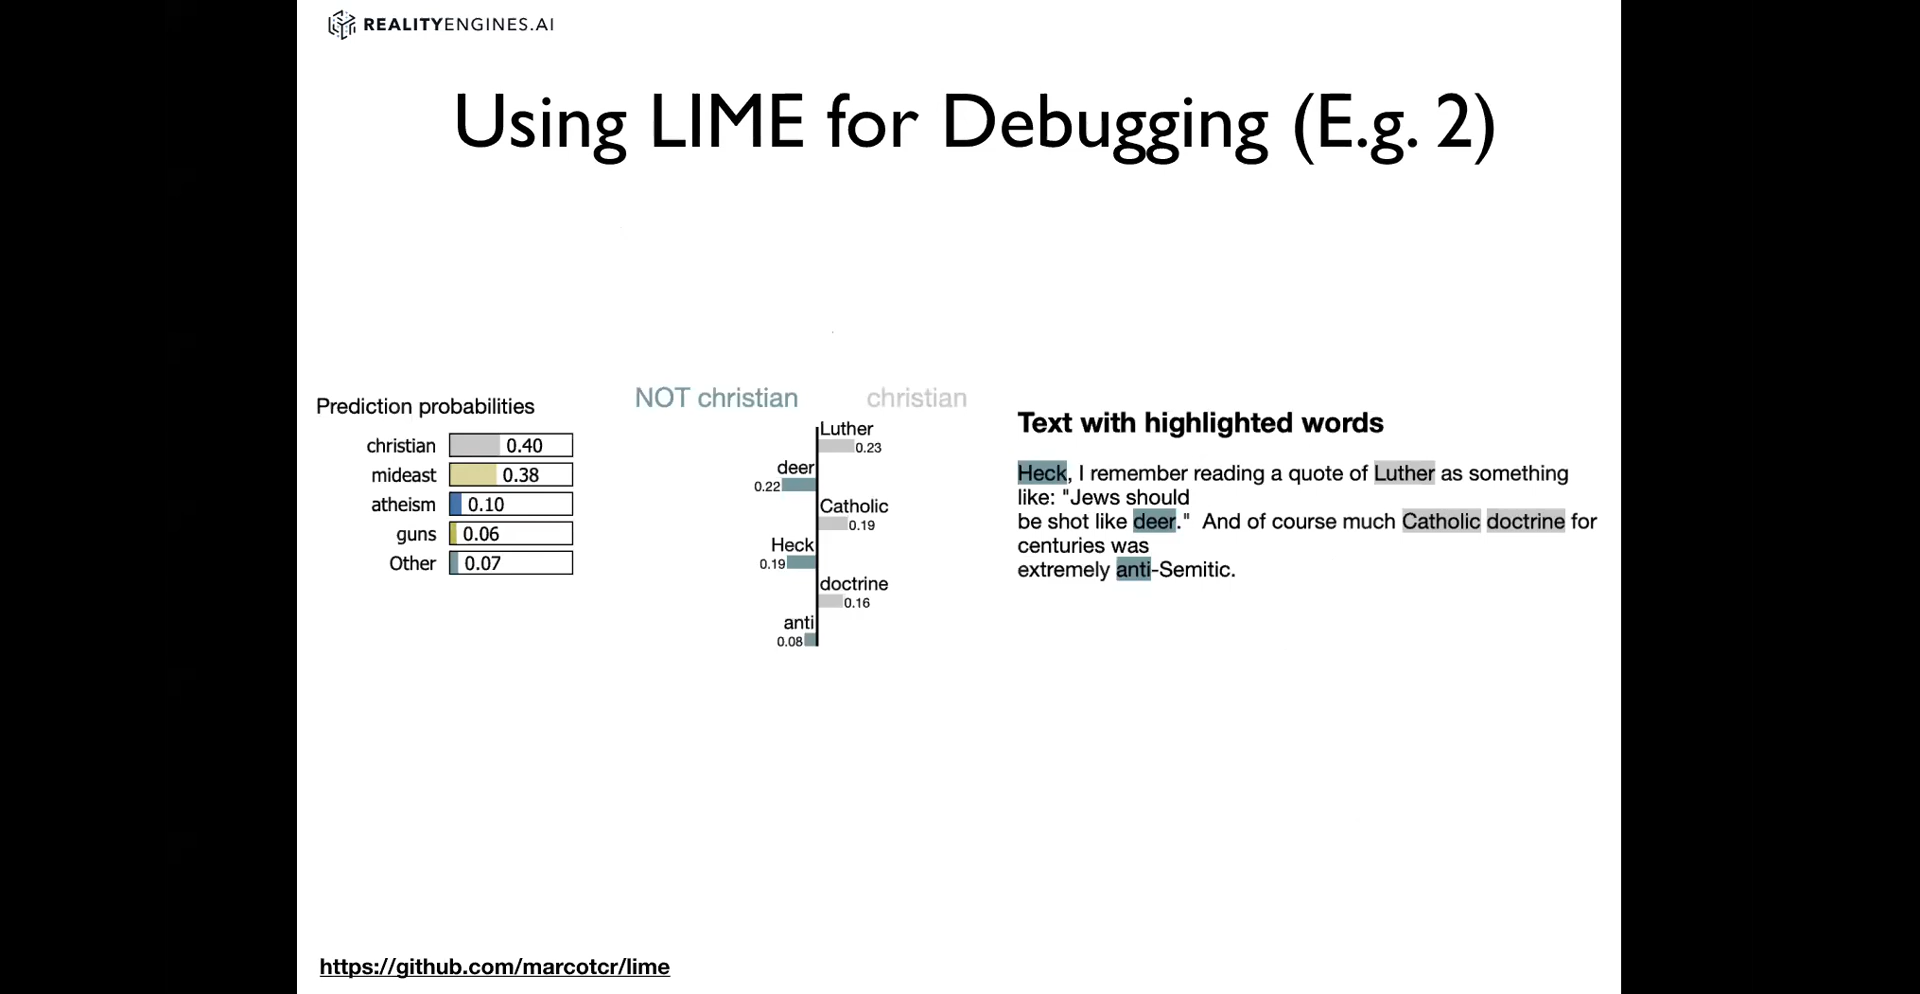 REALITYENGINES.AI
Using LIME for Debugging (E.g. 2)
Prediction probabilities
christian 0.40
mideast 0.38
atheism 0.10
guns 0.06
Other 0.07
NOT christian christian
Luther
0.23
deer
0.22
Catholic
0.19
Heck
0.19
doctrine
0.16
anti
0.08
Text with highlighted words
Heck, I remember reading a quote of Luther as something
like: "Jews should
be shot like deer." And of course much Catholic doctrine for
centuries was
extremely anti-Semitic.
https://github.com/marcotcr/lime